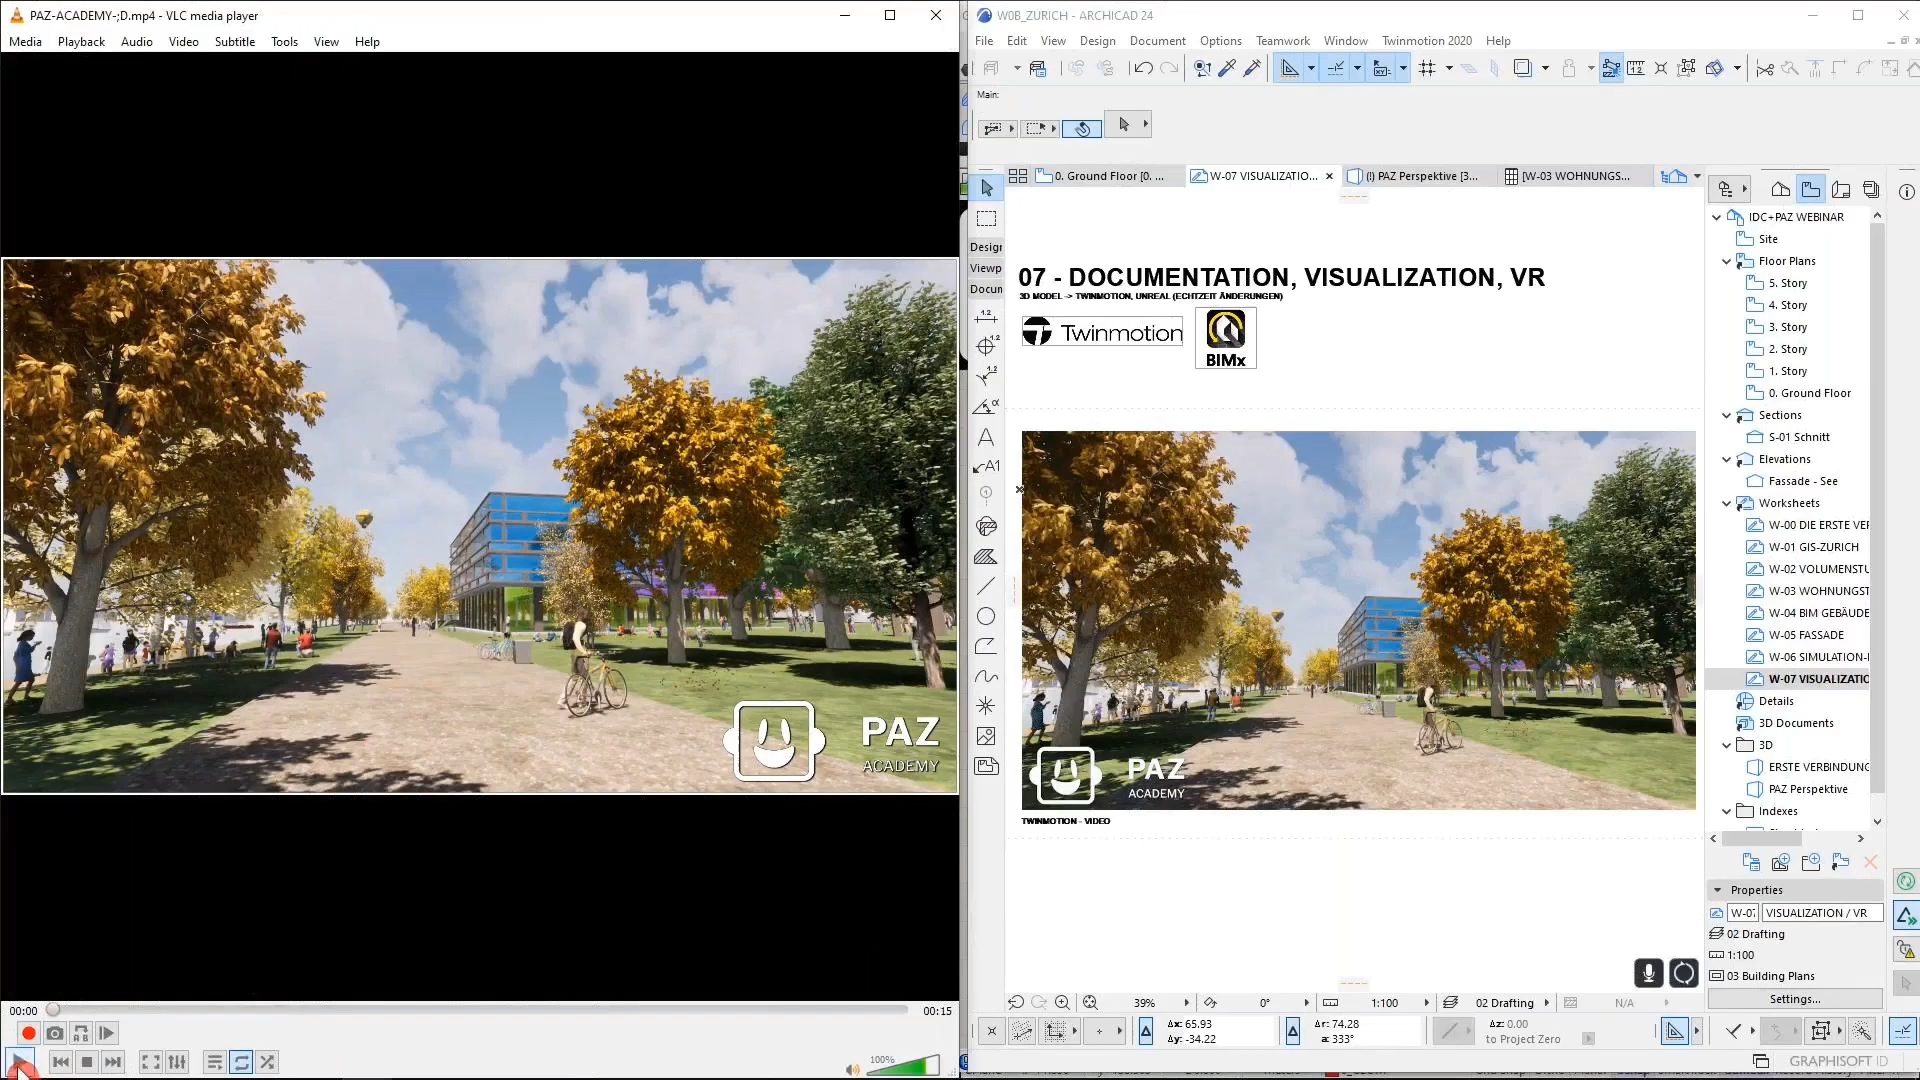 PAZ-ACADEMY-;D.mp4 - VLC media player
Media Playback Audio Video Subtitle Tools View Help
PAZ
ACADEMY
00:00
00:15
100%
W0B_ZURICH - ARCHICAD 24
File Edit View Design Document Options Teamwork Window Twinmotion 2020 Help
Main:
0. Ground Floor [0. ...
W-07 VISUALIZATIO...
(!) PAZ Perspektive [3...
[W-03 WOHNUNGS...
Desigr
Viewp
Docun
07 - DOCUMENTATION, VISUALIZATION, VR
3D MODEL -> TWINMOTION, UNREAL (ECHTZEIT ÄNDERUNGEN)
Twinmotion
BIMx
PAZ
ACADEMY
TWINMOTION - VIDEO
IDC+PAZ WEBINAR
Site
Floor Plans
5. Story
4. Story
3. Story
2. Story
1. Story
0. Ground Floor
Sections
S-01 Schnitt
Elevations
Fassade - See
Worksheets
W-00 DIE ERSTE VEF
W-01 GIS-ZURICH
W-02 VOLUMENSTU
W-03 WOHNUNGST
W-04 BIM GEBÄUDE
W-05 FASSADE
W-06 SIMULATION-I
W-07 VISUALIZATIC
Details
3D Documents
3D
ERSTE VERBINDUNG
PAZ Perspektive
Indexes
Properties
W-07 VISUALIZATION / VR
02 Drafting
1:100
03 Building Plans
Settings...
39% 0° 1:100 02 Drafting N/A
Δx: 65.93
Δy: -34.22
Δr: 74.28
a: 333°
Δz: 0.00
to Project Zero
GRAPHISOFT ID